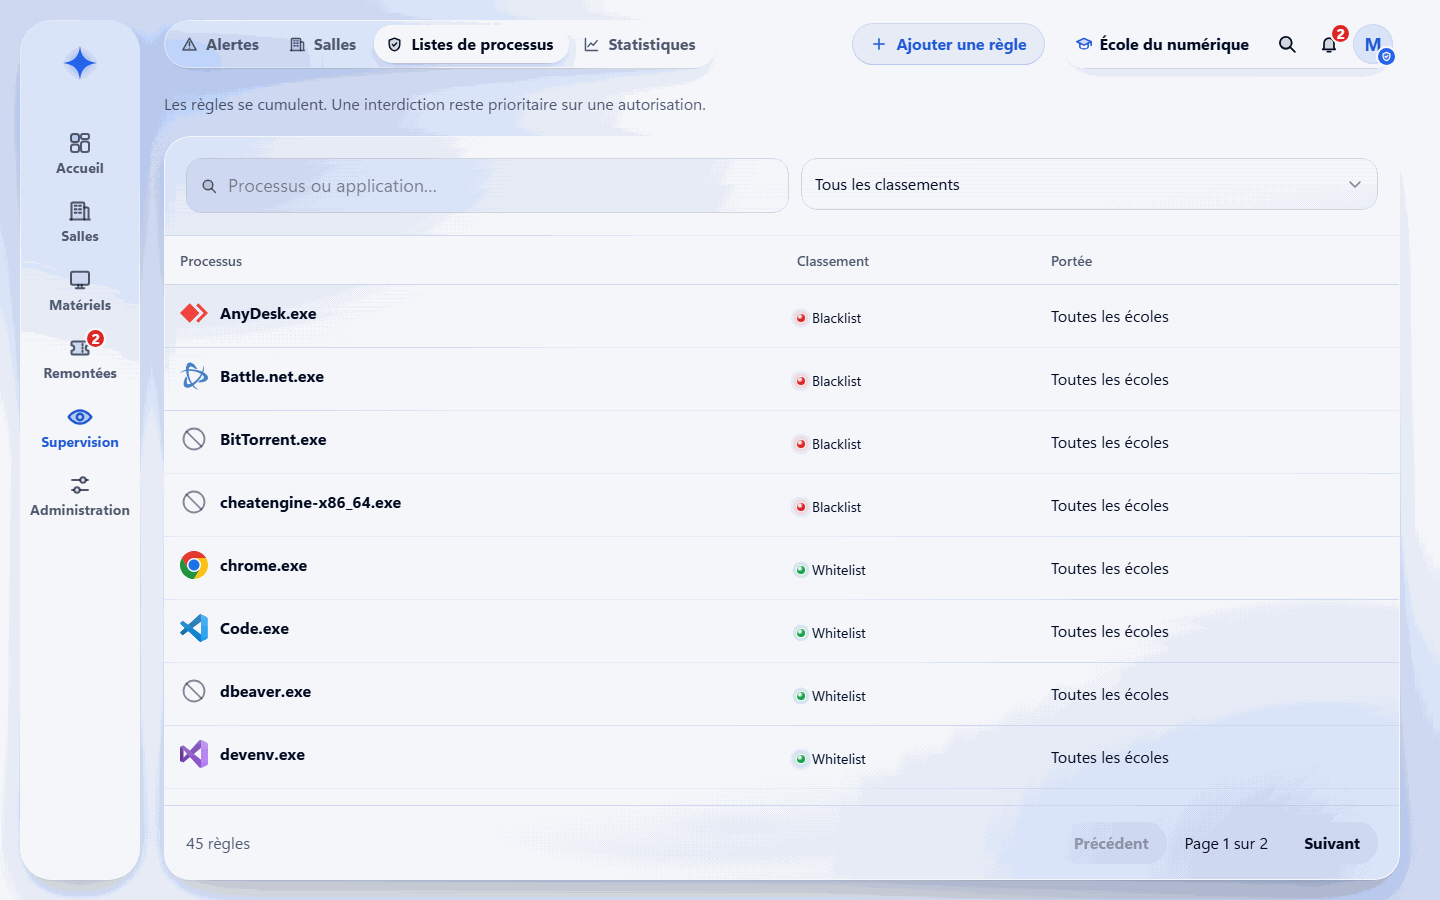 Alertes
Salles
Listes de processus
Statistiques
Ajouter une règle
École du numérique
2
M
Accueil
Salles
Matériels
2
Remontées
Supervision
Administration
Les règles se cumulent. Une interdiction reste prioritaire sur une autorisation.
Processus ou application...
Tous les classements
Processus Classement Portée
AnyDesk.exe Blacklist Toutes les écoles
Battle.net.exe Blacklist Toutes les écoles
BitTorrent.exe Blacklist Toutes les écoles
cheatengine-x86_64.exe Blacklist Toutes les écoles
chrome.exe Whitelist Toutes les écoles
Code.exe Whitelist Toutes les écoles
dbeaver.exe Whitelist Toutes les écoles
devenv.exe Whitelist Toutes les écoles
45 règles
Précédent Page 1 sur 2 Suivant